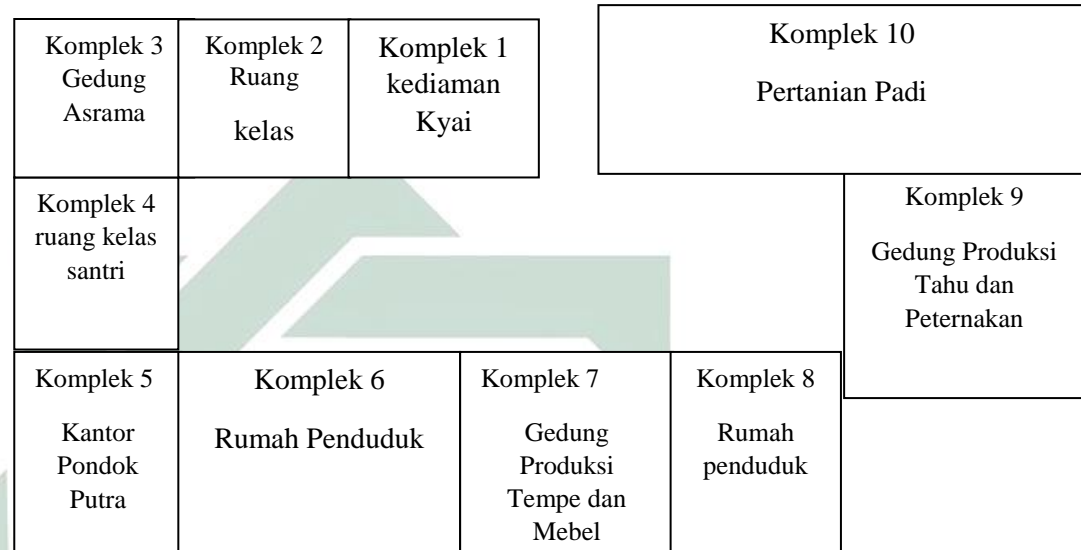 Komplek 3
Gedung
Asrama
Komplek 2
Ruang
kelas
Komplek 1
kediaman
Kyai
Komplek 10
Pertanian Padi
Komplek 4
ruang kelas
santri
Komplek 9
Gedung Produksi
Tahu dan
Peternakan
Komplek 5
Kantor
Pondok
Putra
Komplek 6
Rumah Penduduk
Komplek 7
Gedung
Produksi
Tempe dan
Mebel
Komplek 8
Rumah
penduduk